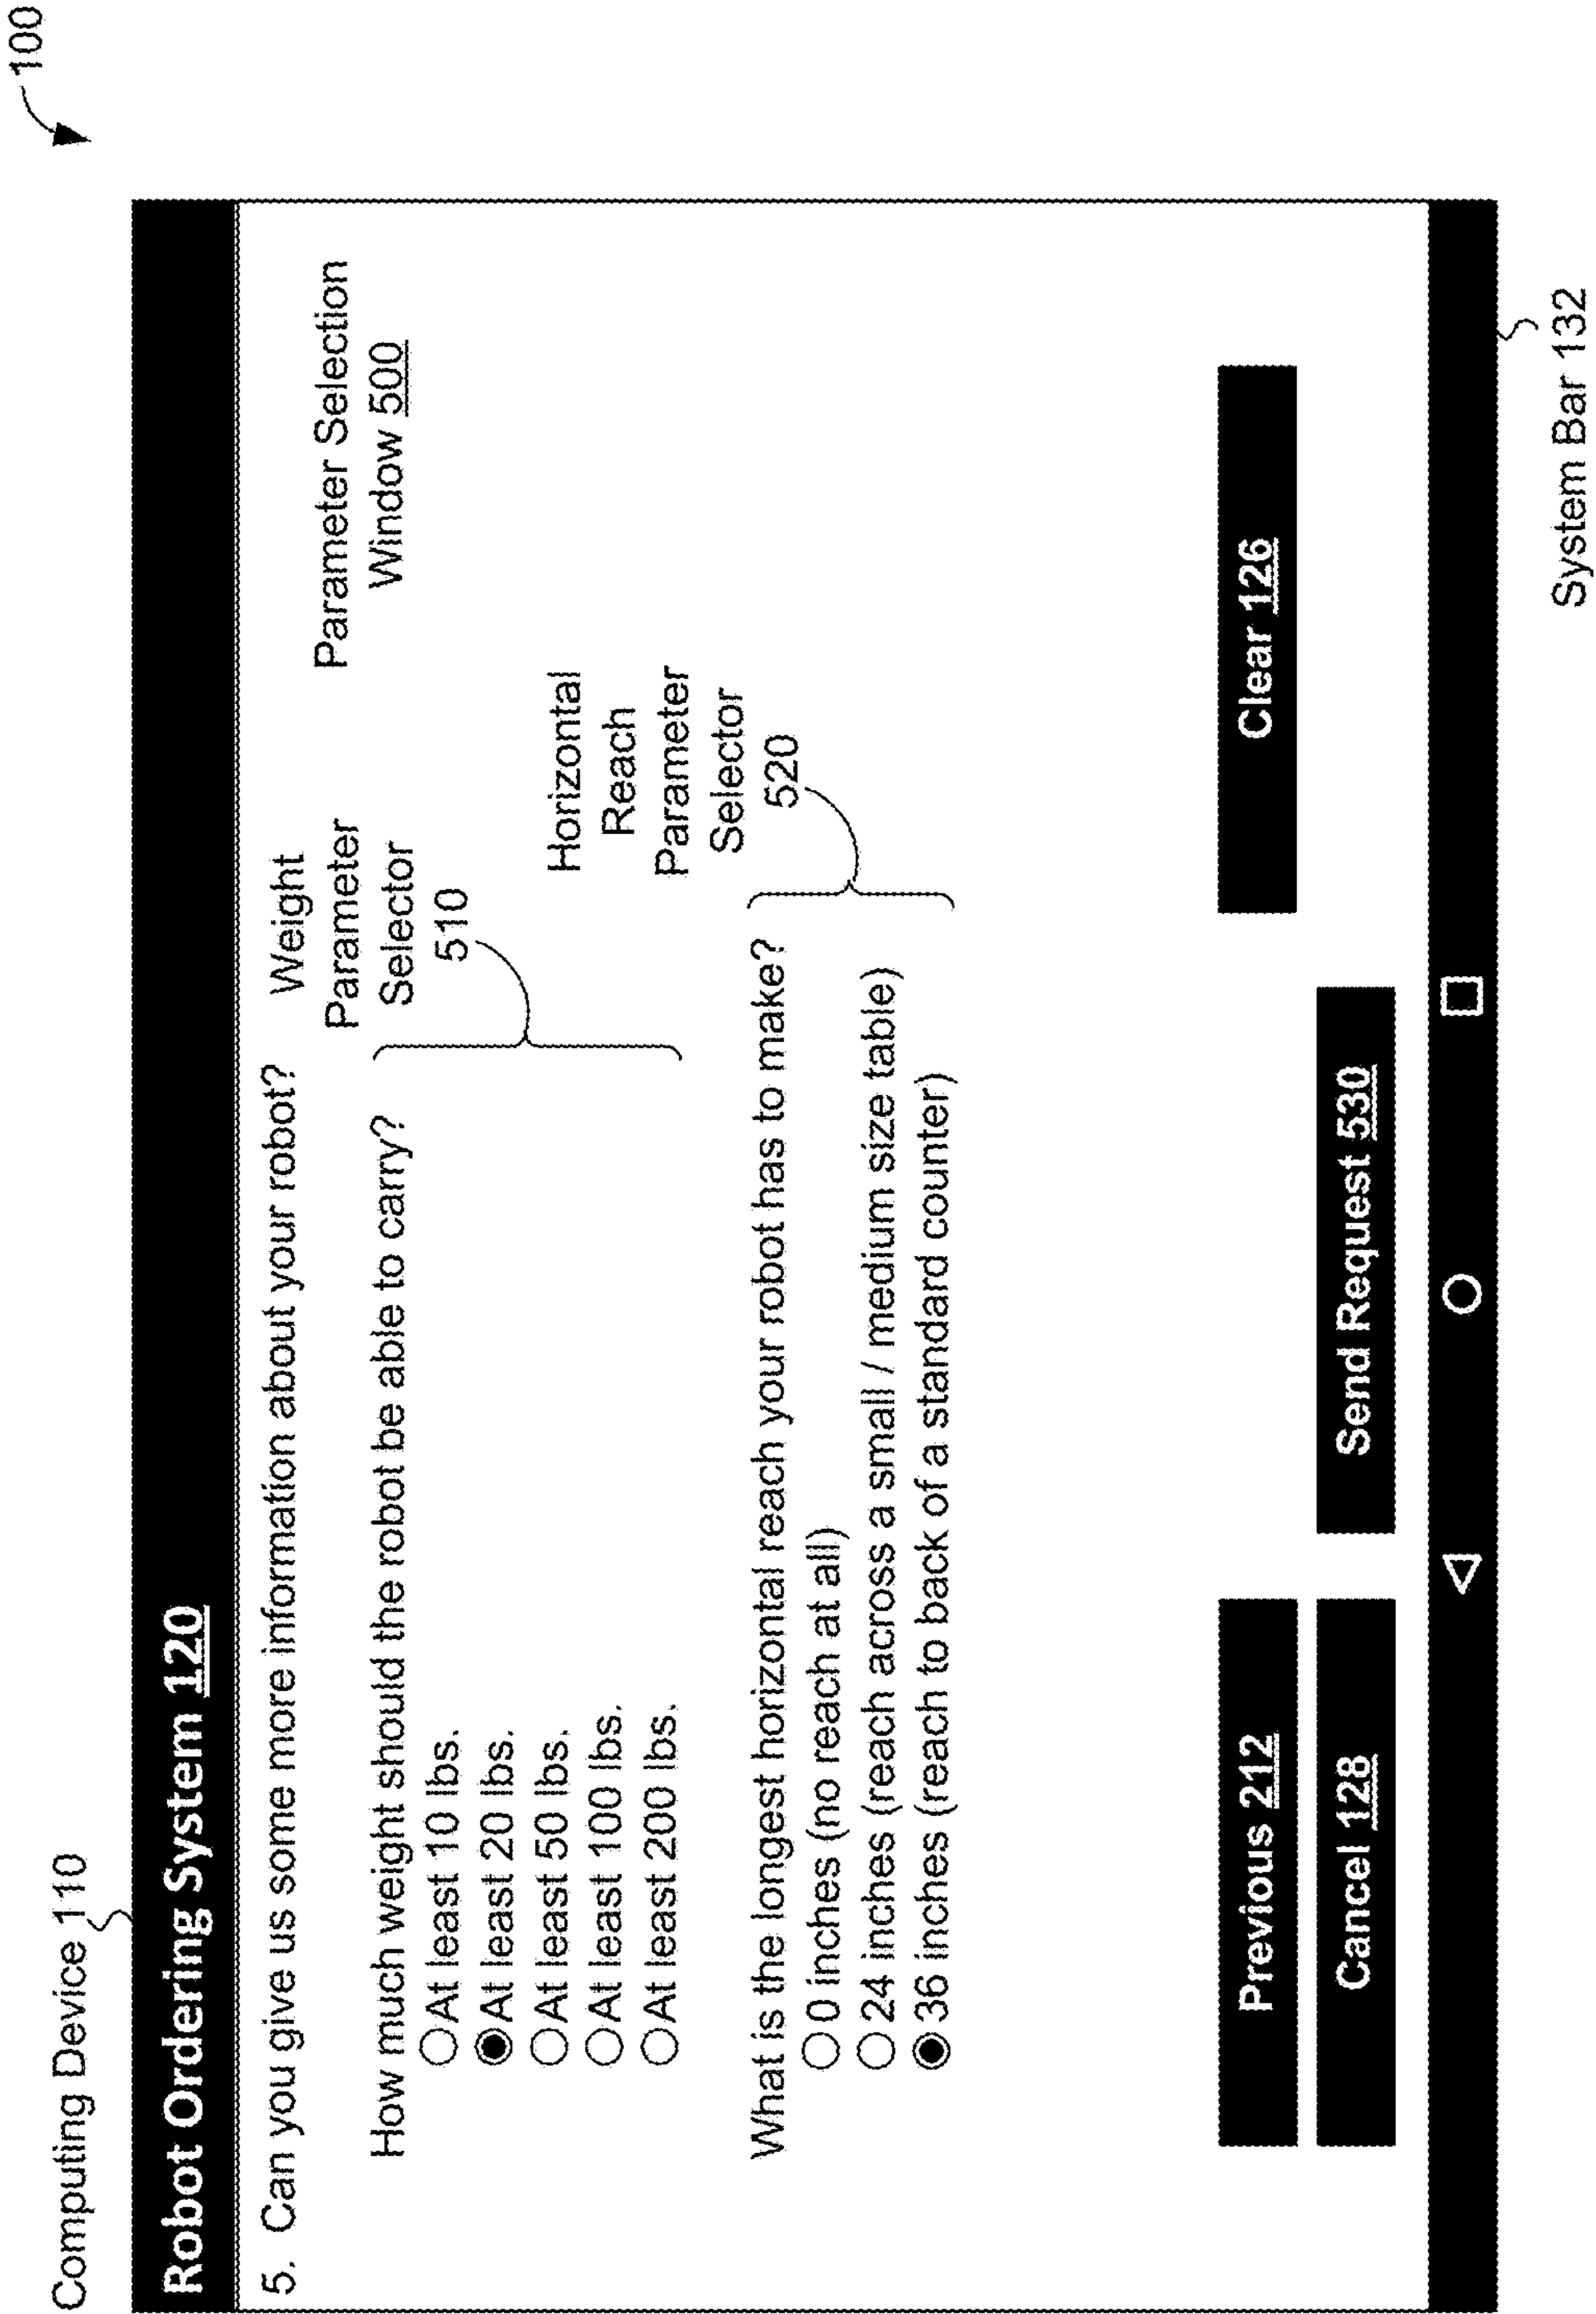 100
Computing Device 110
Robot Ordering System 120
5. Can you give us some more information about your robot?
Parameter Selection
Window 500
Weight
Parameter
Selector
510
How much weight should the robot be able to carry?
At least 10 lbs.
At least 20 lbs.
At least 50 lbs.
At least 100 lbs.
At least 200 lbs.
Horizontal
Reach
Parameter
Selector
520
What is the longest horizontal reach your robot has to make?
0 inches (no reach at all)
24 inches (reach across a small / medium size table)
36 inches (reach to back of a standard counter)
Previous 212
Clear 126
Cancel 128
Send Request 530
System Bar 132